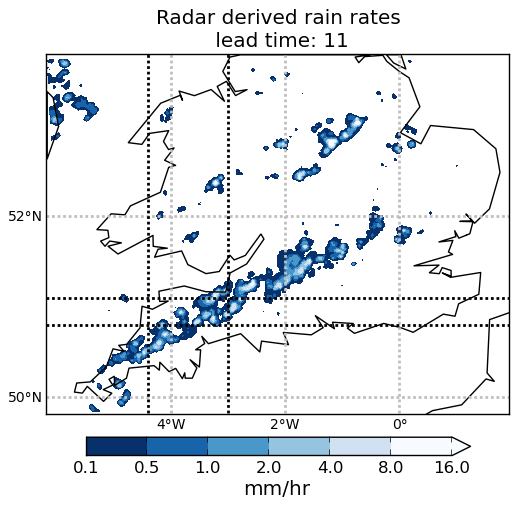 Radar derived rain rates
lead time: 11
52°N
50°N
4°W 2°W 0°
0.1 0.5 1.0 2.0 4.0 8.0 16.0
mm/hr